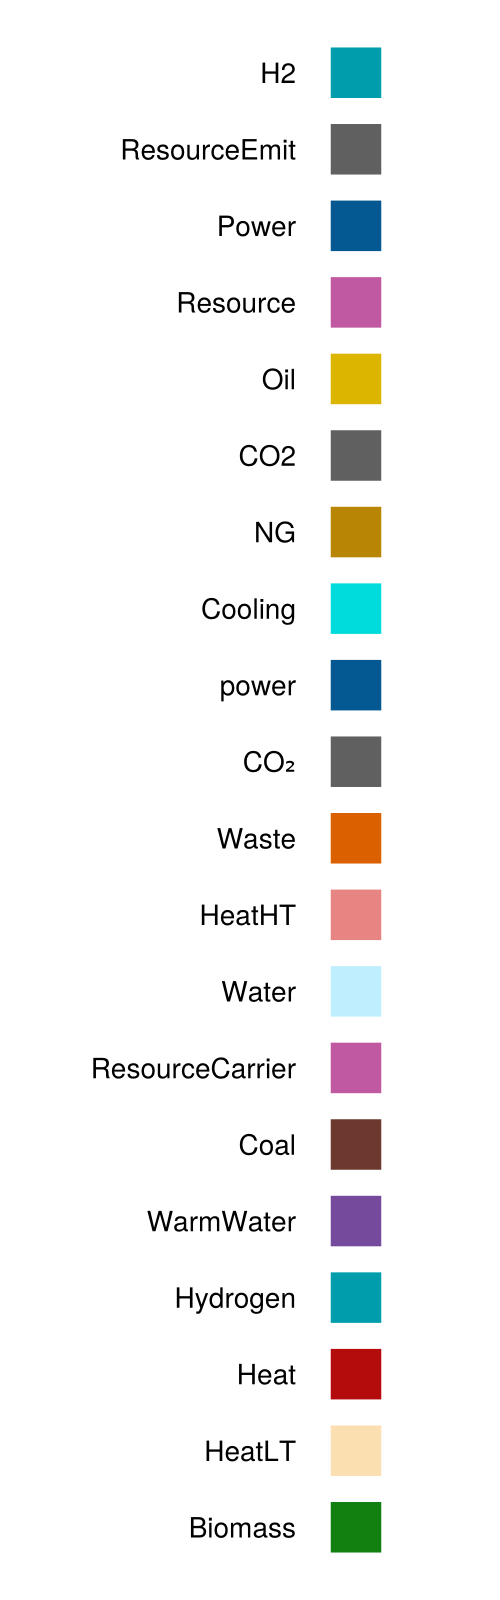 H2
ResourceEmit
Power
Resource
Oil
CO2
NG
Cooling
power
CO₂
Waste
HeatHT
Water
ResourceCarrier
Coal
WarmWater
Hydrogen
Heat
HeatLT
Biomass